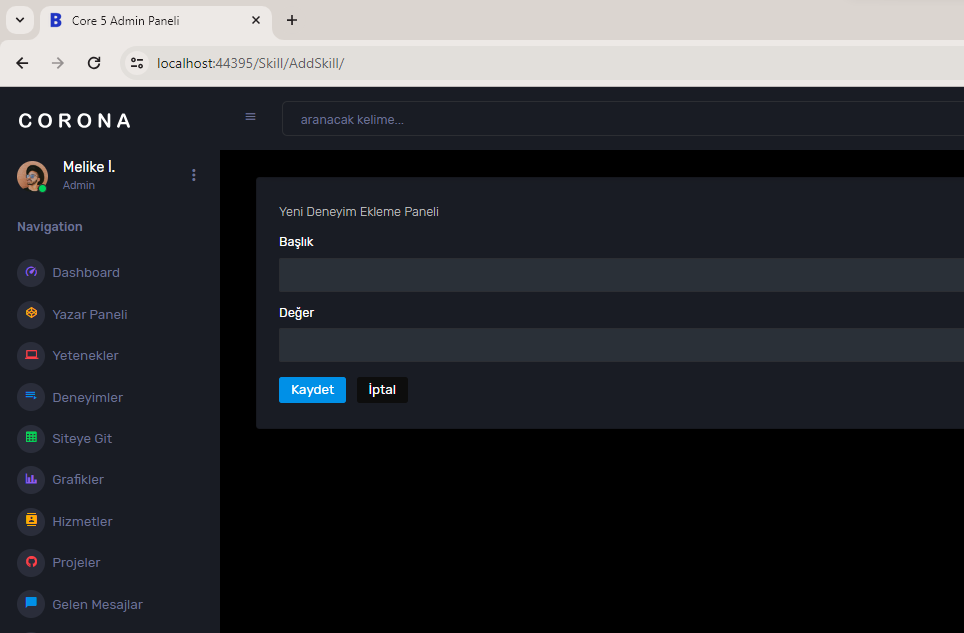 Core 5 Admin Paneli
localhost:44395/Skill/AddSkill/
CORONA
aranacak kelime...
Melike İ.
Admin
Navigation
Dashboard
Yazar Paneli
Yetenekler
Deneyimler
Siteye Git
Grafikler
Hizmetler
Projeler
Gelen Mesajlar
Yeni Deneyim Ekleme Paneli
Başlık
Değer
Kaydet İptal